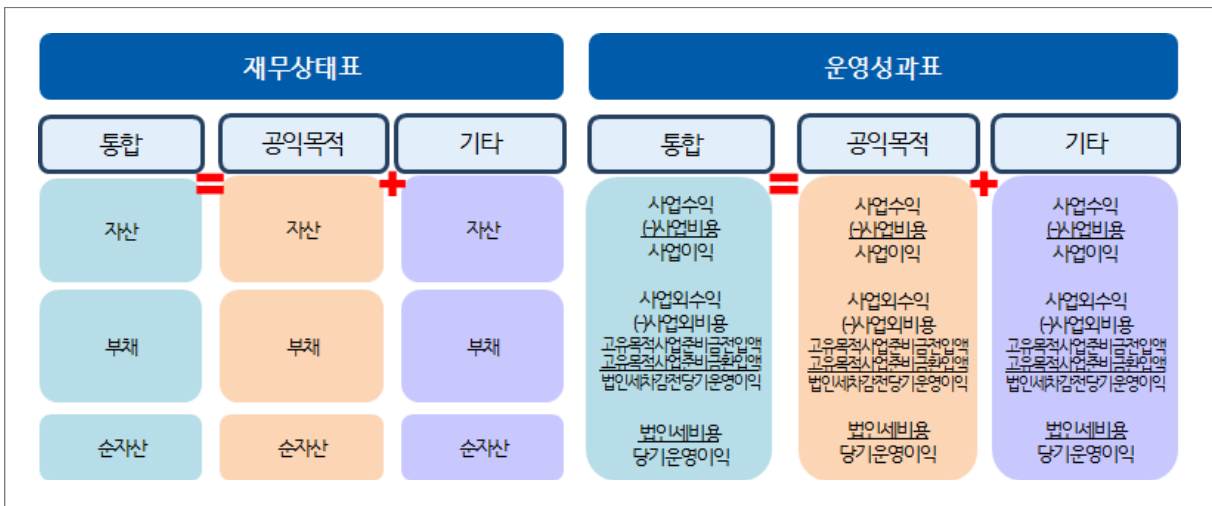 재무상태표
운영성과표
통합
공익목적
기타
통합
공익목적
기타
=
+
=
+
자산
자산
자산
부채
부채
부채
순자산
순자산
순자산
사업수익
(-)사업비용
사업이익
사업외수익
(-)사업외비용
고유목적사업준비금전입액
고유목적사업준비금환입액
법인세차감전당기운영이익
법인세비용
당기운영이익
사업수익
(-)사업비용
사업이익
사업외수익
(-)사업외비용
고유목적사업준비금전입액
고유목적사업준비금환입액
법인세차감전당기운영이익
법인세비용
당기운영이익
사업수익
(-)사업비용
사업이익
사업외수익
(-)사업외비용
고유목적사업준비금전입액
고유목적사업준비금환입액
법인세차감전당기운영이익
법인세비용
당기운영이익